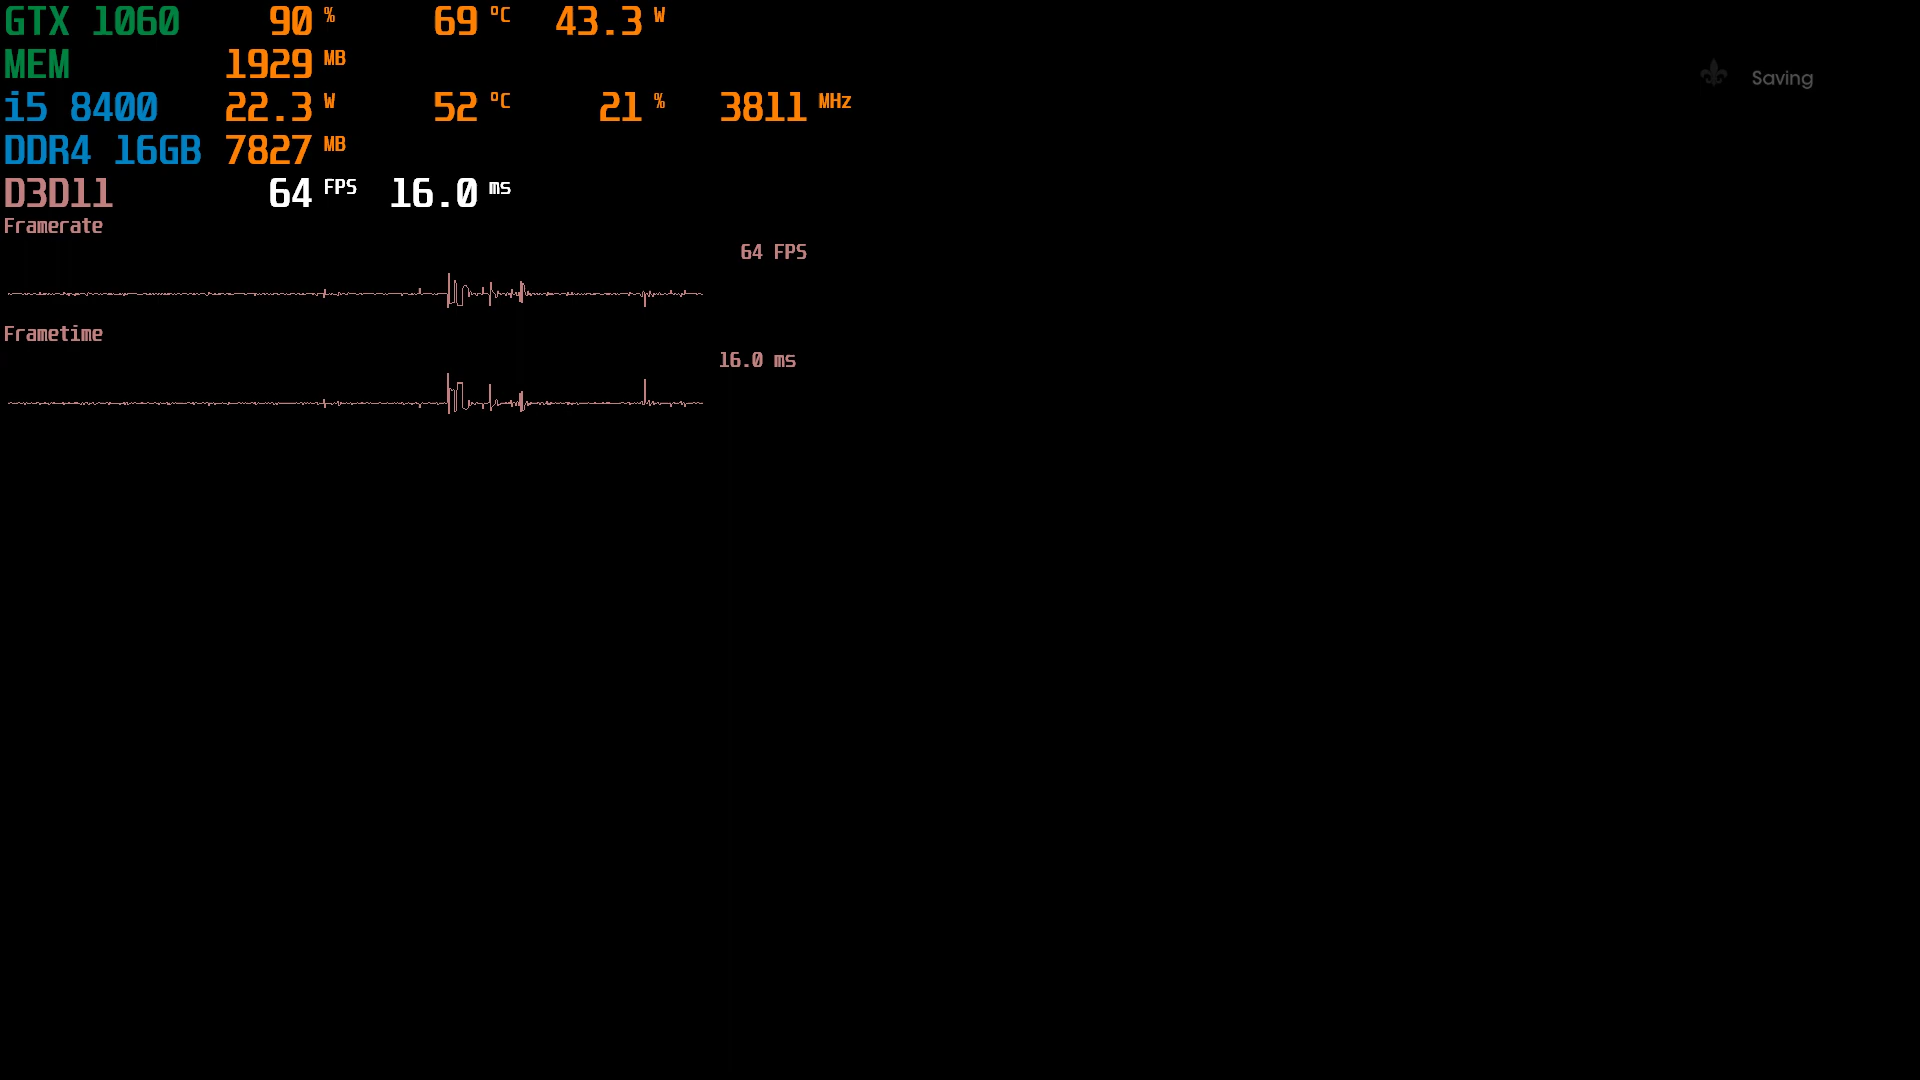 GTX 1060 90 % 69 °C 43.3 W
MEM 1929 MB
Saving
i5 8400 22.3 W 52 °C 21 % 3811 MHz
DDR4 16GB 7827 MB
D3D11 64 FPS 16.0 ms
Framerate
64 FPS
Frametime
16.0 ms